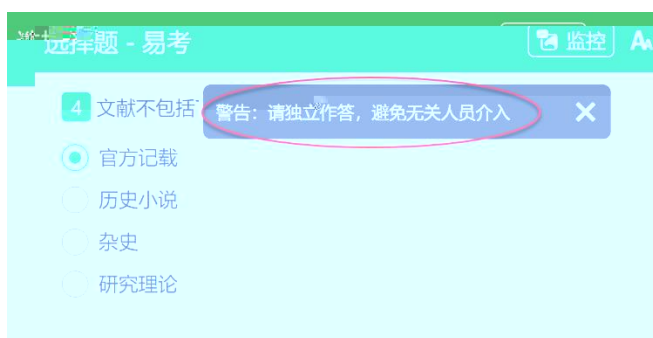 选择题 - 易考
监控
4 文献不包括
警告：请独立作答，避免无关人员介入
官方记载
历史小说
杂史
研究理论